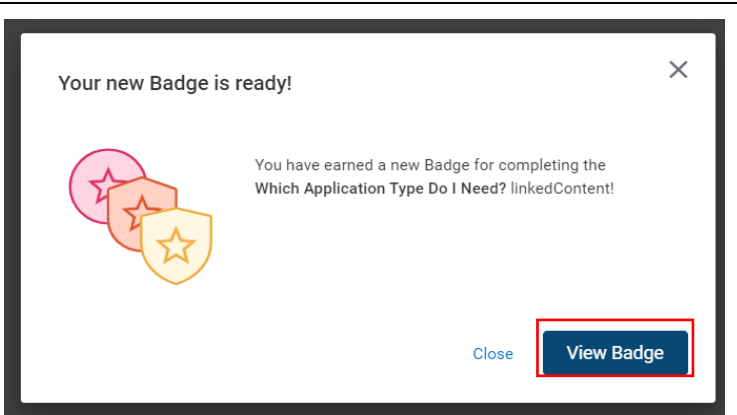 Your new Badge is ready!
You have earned a new Badge for completing the
Which Application Type Do I Need? linkedContent!
Close
View Badge